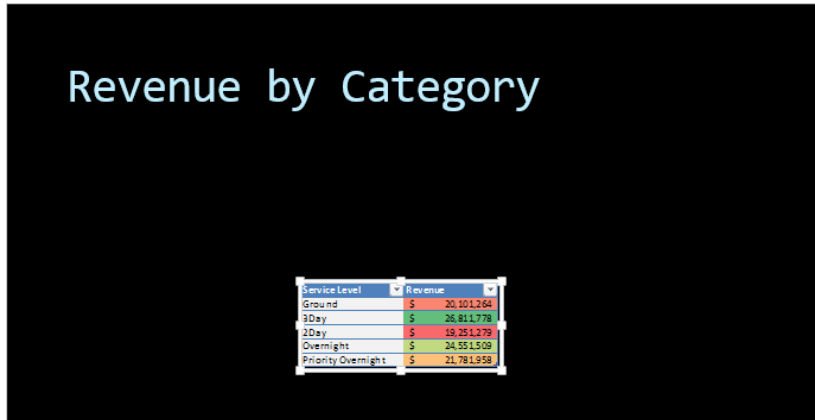 Revenue by Category
Service Level Revenue
Ground $ 20,101,264
3Day $ 26,811,778
2Day $ 19,251,279
Overnight $ 24,551,509
Priority Overnight $ 21,781,958